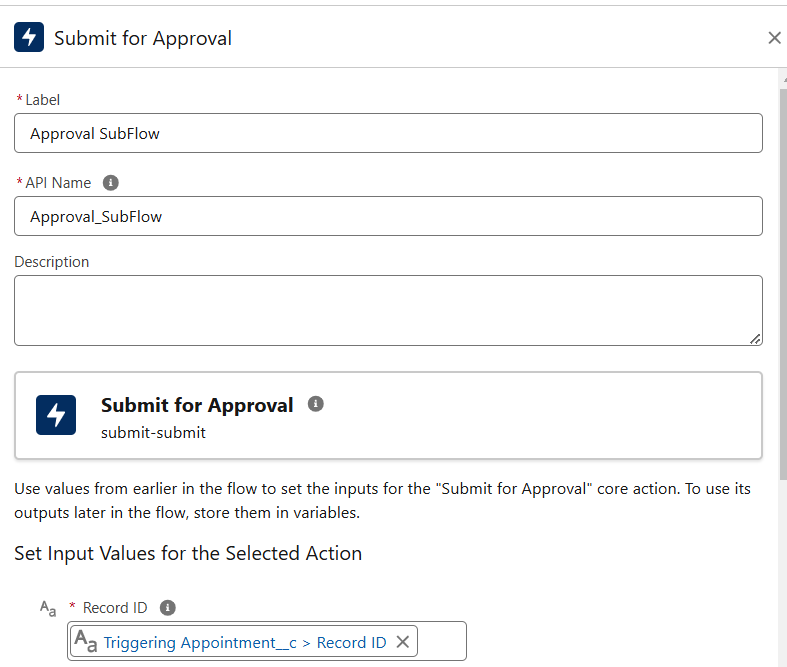 Submit for Approval
* Label
Approval SubFlow
* API Name
Approval_SubFlow
Description
Submit for Approval
submit-submit
Use values from earlier in the flow to set the inputs for the "Submit for Approval" core action. To use its
outputs later in the flow, store them in variables.
Set Input Values for the Selected Action
Aa * Record ID
Aa Triggering Appointment__c > Record ID